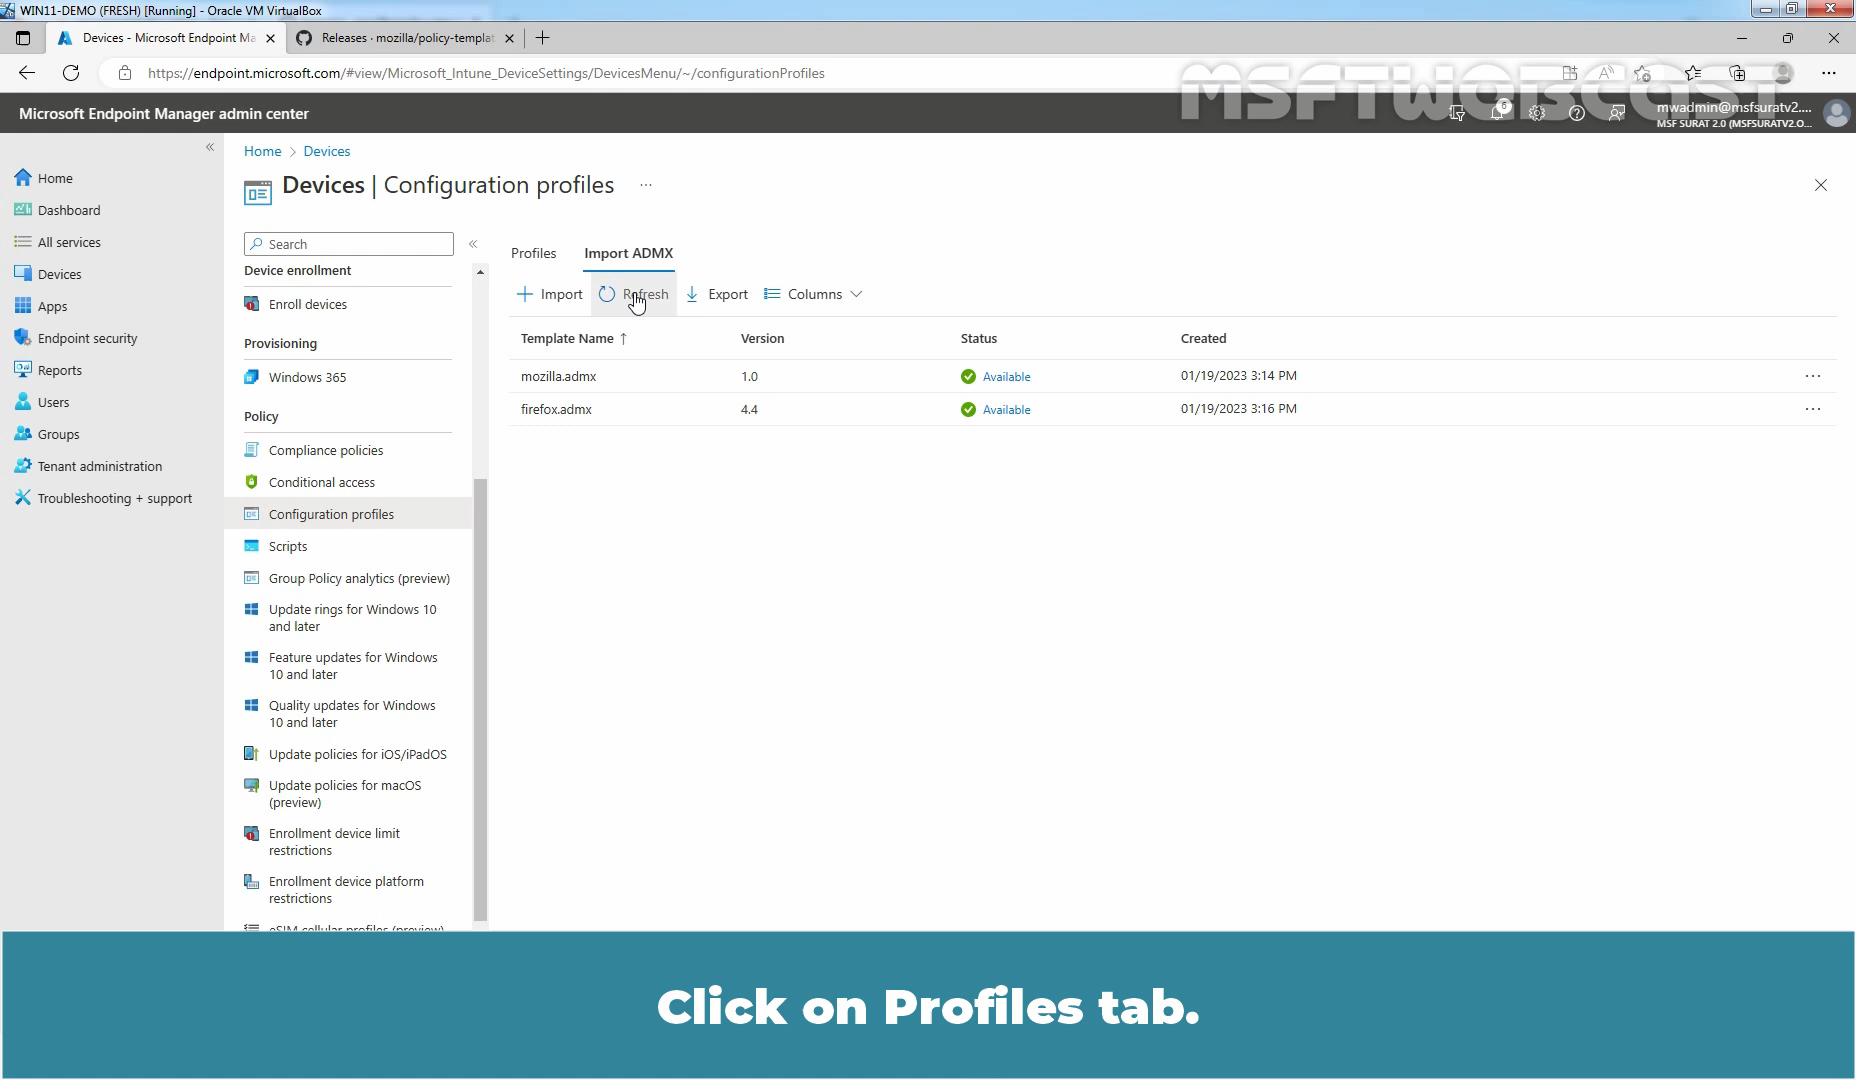 WIN11-DEMO (FRESH) [Running] - Oracle VM VirtualBox
Devices - Microsoft Endpoint Ma
Releases · mozilla/policy-templat
https://endpoint.microsoft.com/#view/Microsoft_Intune_DeviceSettings/DevicesMenu/~/configurationProfiles
MSFTWEBCAST
Microsoft Endpoint Manager admin center
6
mwadmin@msfsuratv2....
MSF SURAT 2.0 (MSFSURATV2.O...
Home > Devices
Devices | Configuration profiles ...
Home
Dashboard
All services
Devices
Apps
Endpoint security
Reports
Users
Groups
Tenant administration
Troubleshooting + support
Search
Device enrollment
Enroll devices
Provisioning
Windows 365
Policy
Compliance policies
Conditional access
Configuration profiles
Scripts
Group Policy analytics (preview)
Update rings for Windows 10
and later
Feature updates for Windows
10 and later
Quality updates for Windows
10 and later
Update policies for iOS/iPadOS
Update policies for macOS
(preview)
Enrollment device limit
restrictions
Enrollment device platform
restrictions
eSIM cellular profiles (preview)
Profiles Import ADMX
Import Refresh Export Columns
Template Name ↑ Version Status Created
mozilla.admx 1.0 Available 01/19/2023 3:14 PM ...
firefox.admx 4.4 Available 01/19/2023 3:16 PM ...
Click on Profiles tab.